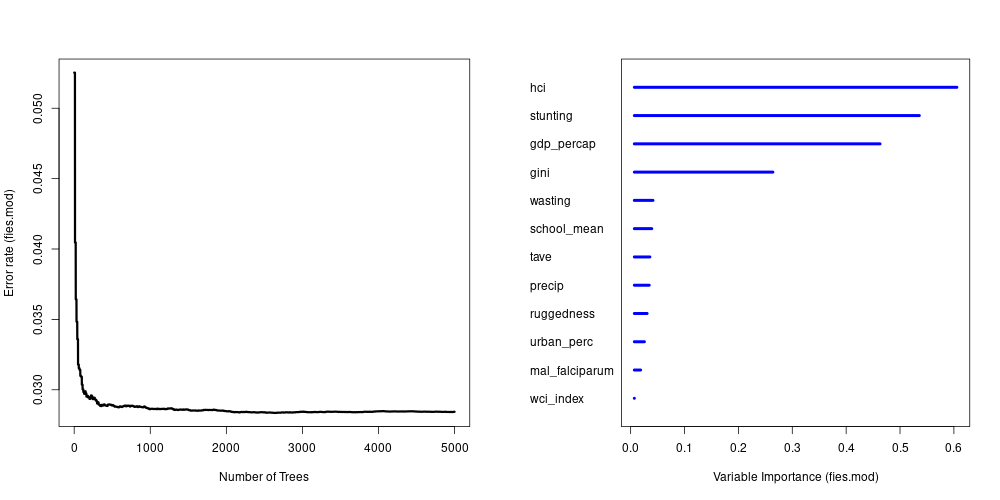 Error rate (fies.mod)
0.050
0.045
0.040
0.035
0.030
0 1000 2000 3000 4000 5000
Number of Trees
hci
stunting
gdp_percap
gini
wasting
school_mean
tave
precip
ruggedness
urban_perc
mal_falciparum
wci_index
0.0 0.1 0.2 0.3 0.4 0.5 0.6
Variable Importance (fies.mod)